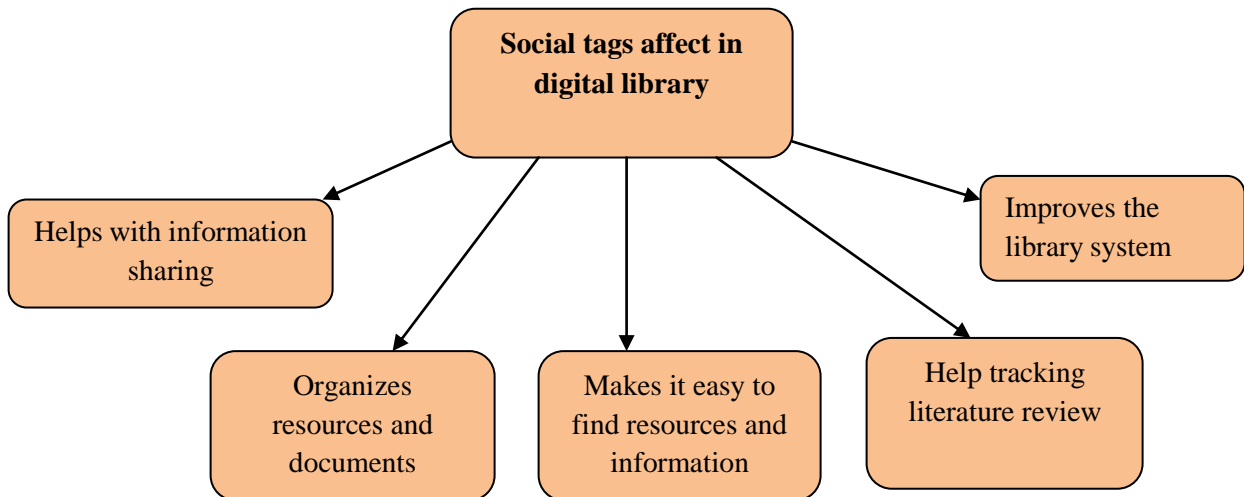 Social tags affect in
digital library
Helps with information
sharing
Improves the
library system
Organizes
resources and
documents
Makes it easy to
find resources and
information
Help tracking
literature review